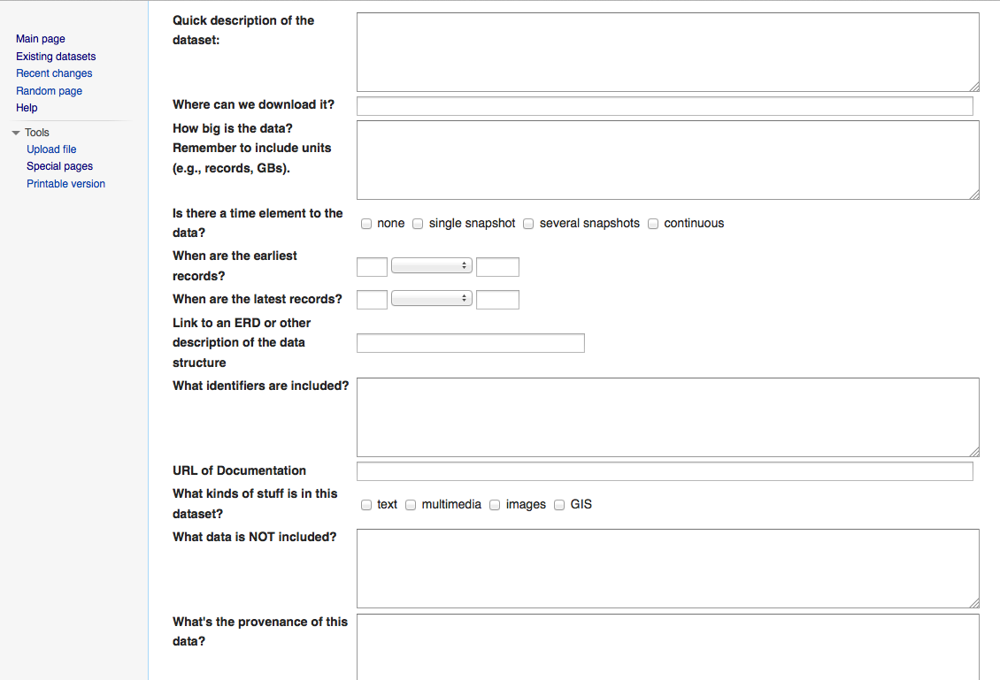 Main page
Existing datasets
Recent changes
Random page
Help
Tools
Upload file
Special pages
Printable version
Quick description of the
dataset:
Where can we download it?
How big is the data?
Remember to include units
(e.g., records, GBs).
Is there a time element to the
data?
none single snapshot several snapshots continuous
When are the earliest
records?
When are the latest records?
Link to an ERD or other
description of the data
structure
What identifiers are included?
URL of Documentation
What kinds of stuff is in this
dataset?
text multimedia images GIS
What data is NOT included?
What's the provenance of this
data?